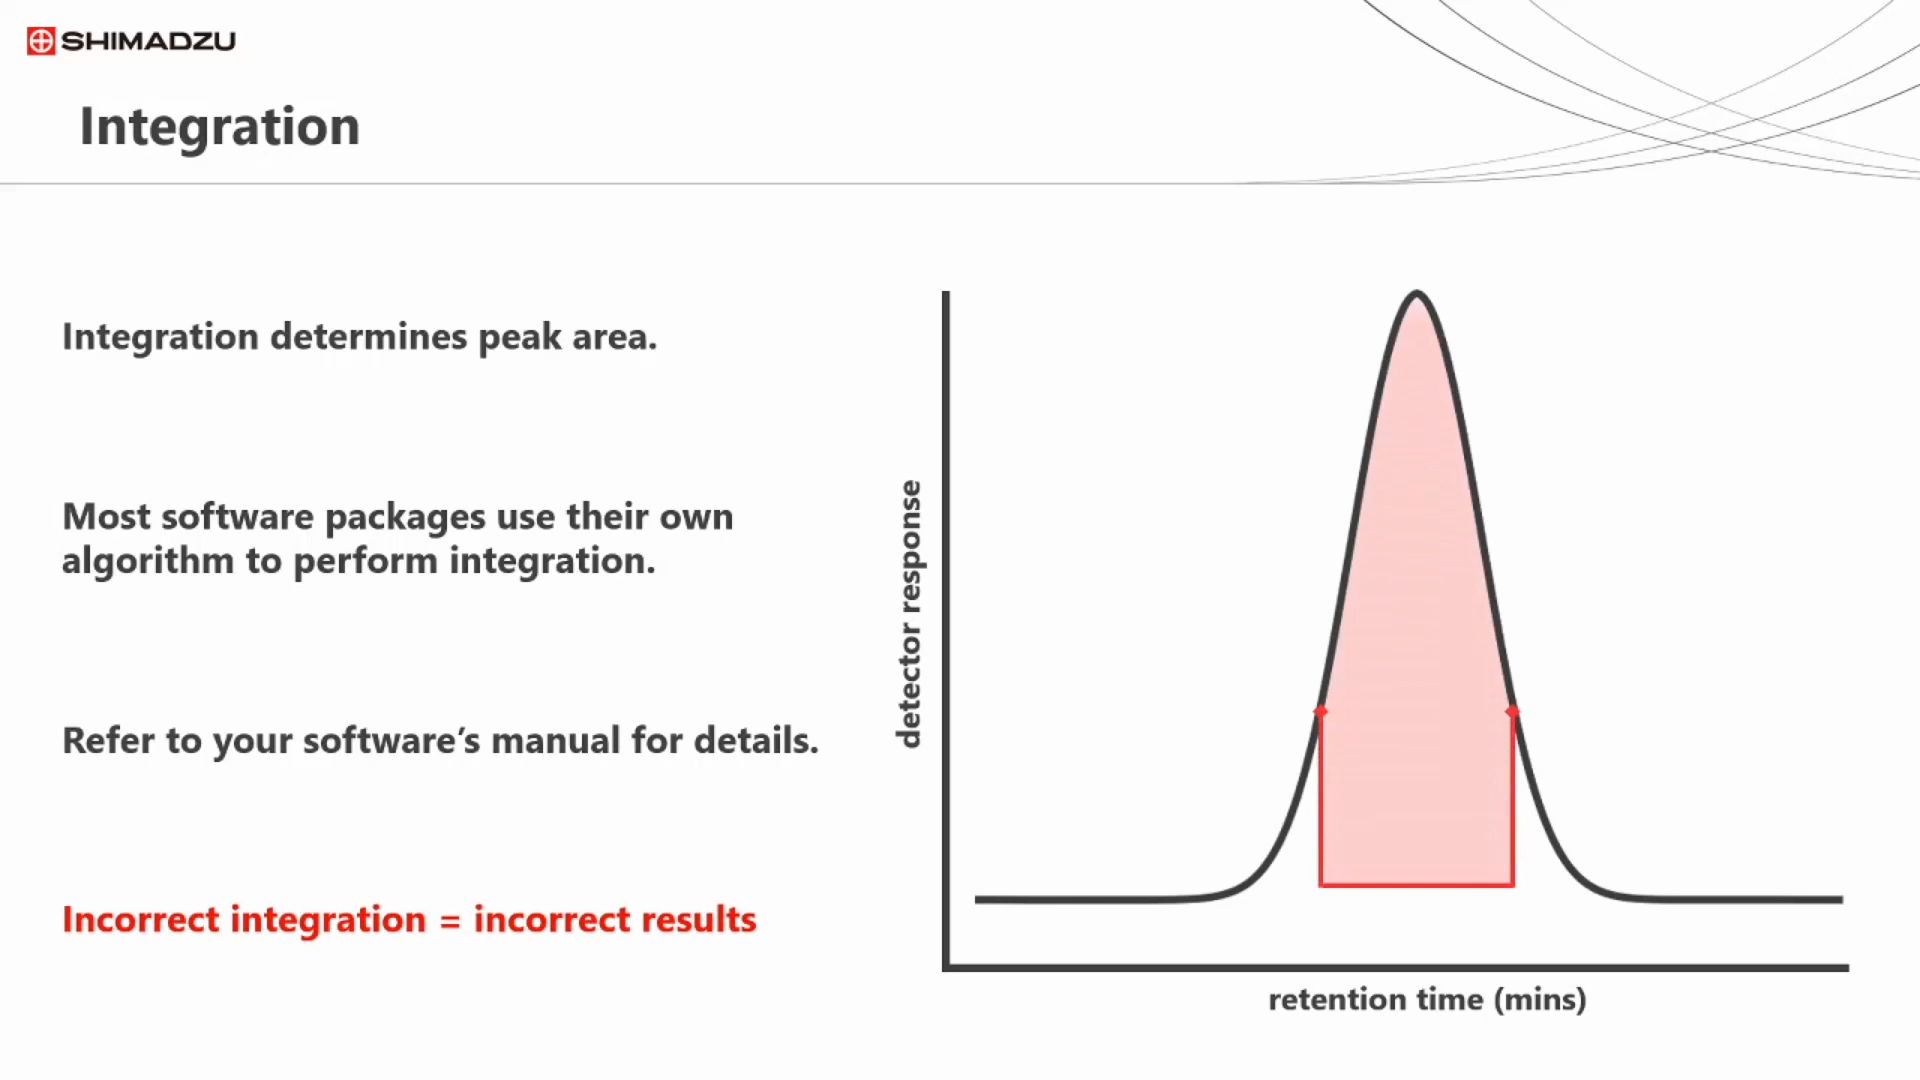 SHIMADZU
Integration
Integration determines peak area.
Most software packages use their own
algorithm to perform integration.
Refer to your software’s manual for details.
Incorrect integration = incorrect results
detector response
retention time (mins)